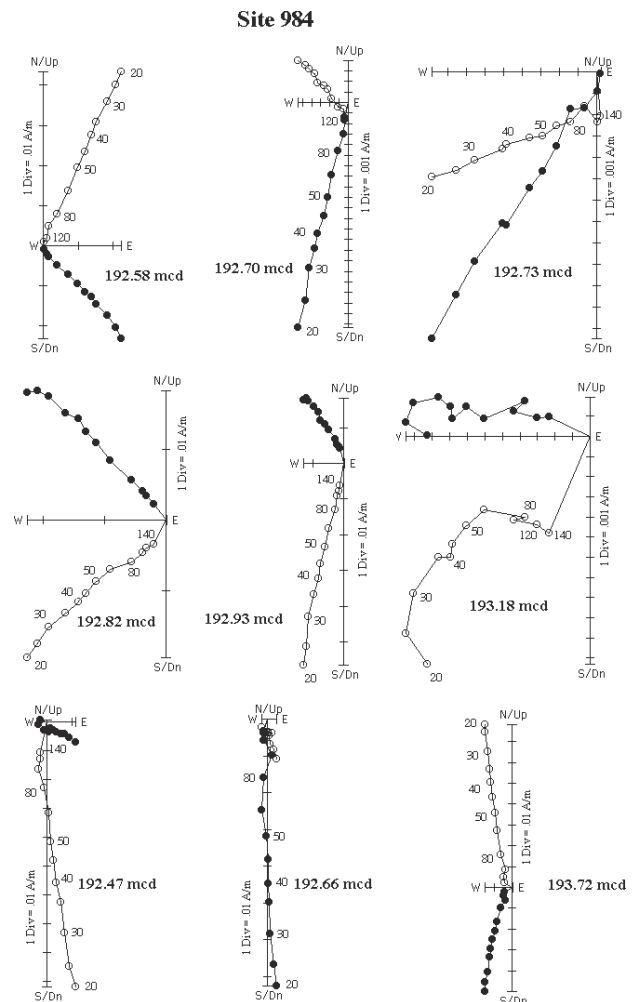 Site 984
N/Up
20
30
40
50
80
120
W
E
1 Div = .01 A/m
192.58 mcd
S/Dn
N/Up
W
E
120
80
50
40
30
20
1 Div = .001 A/m
192.70 mcd
S/Dn
N/Up
W
E
140
80
50
40
30
20
1 Div = .001 A/m
192.73 mcd
S/Dn
N/Up
1 Div = .01 A/m
W
E
140
80
50
40
30
20
192.82 mcd
S/Dn
N/Up
W
E
140
80
50
40
30
20
1 Div = .01 A/m
192.93 mcd
S/Dn
N/Up
W
E
80
50
120
140
40
30
20
1 Div = .001 A/m
193.18 mcd
S/Dn
N/Up
W
E
140
80
50
40
30
20
1 Div = .01 A/m
192.47 mcd
S/Dn
N/Up
W
E
80
50
40
30
20
1 Div = .01 A/m
192.66 mcd
S/Dn
N/Up
20
30
40
50
80
W
E
1 Div = .01 A/m
193.72 mcd
S/Dn